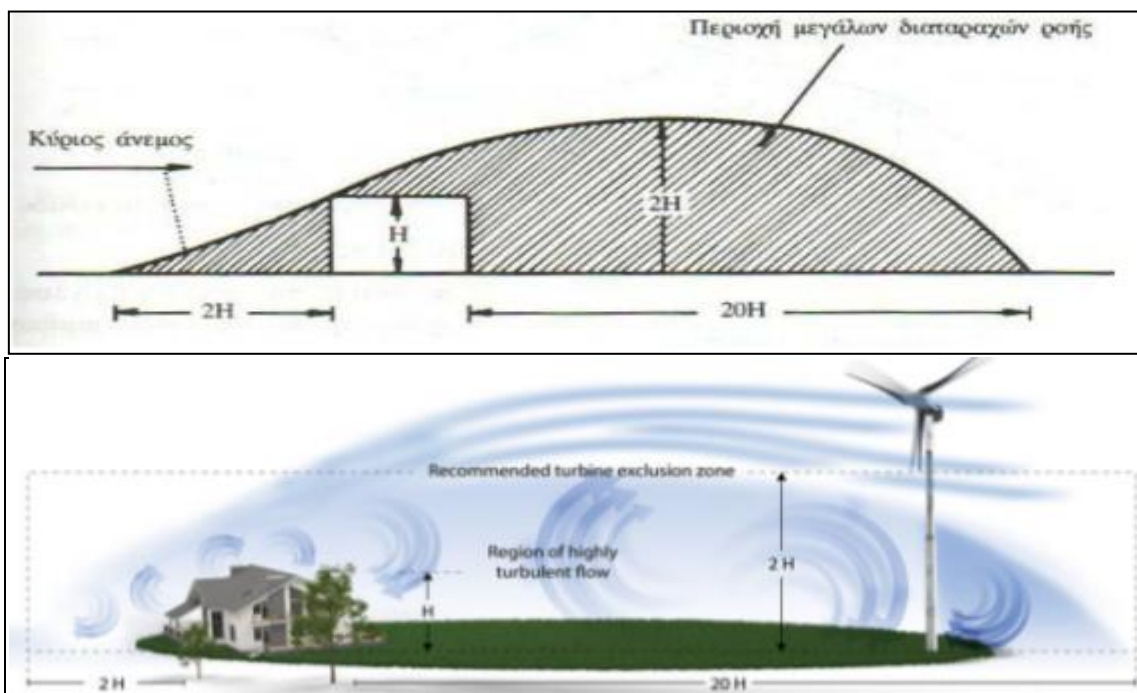 Περιοχή μεγάλων διαταραχών ροής
Κύριος άνεμος
H
2H
2H
20H
Recommended turbine exclusion zone
Region of highly
turbulent flow
2 H
H
2 H
20 H